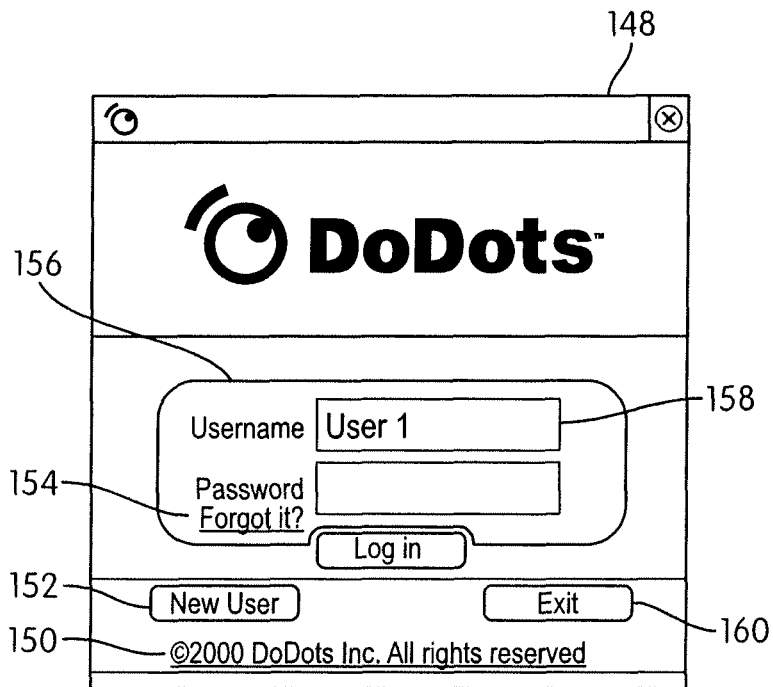 148
DoDots™
156
Username User 1 158
154 Password
Forgot it?
Log in
152 New User Exit 160
150 ©2000 DoDots Inc. All rights reserved